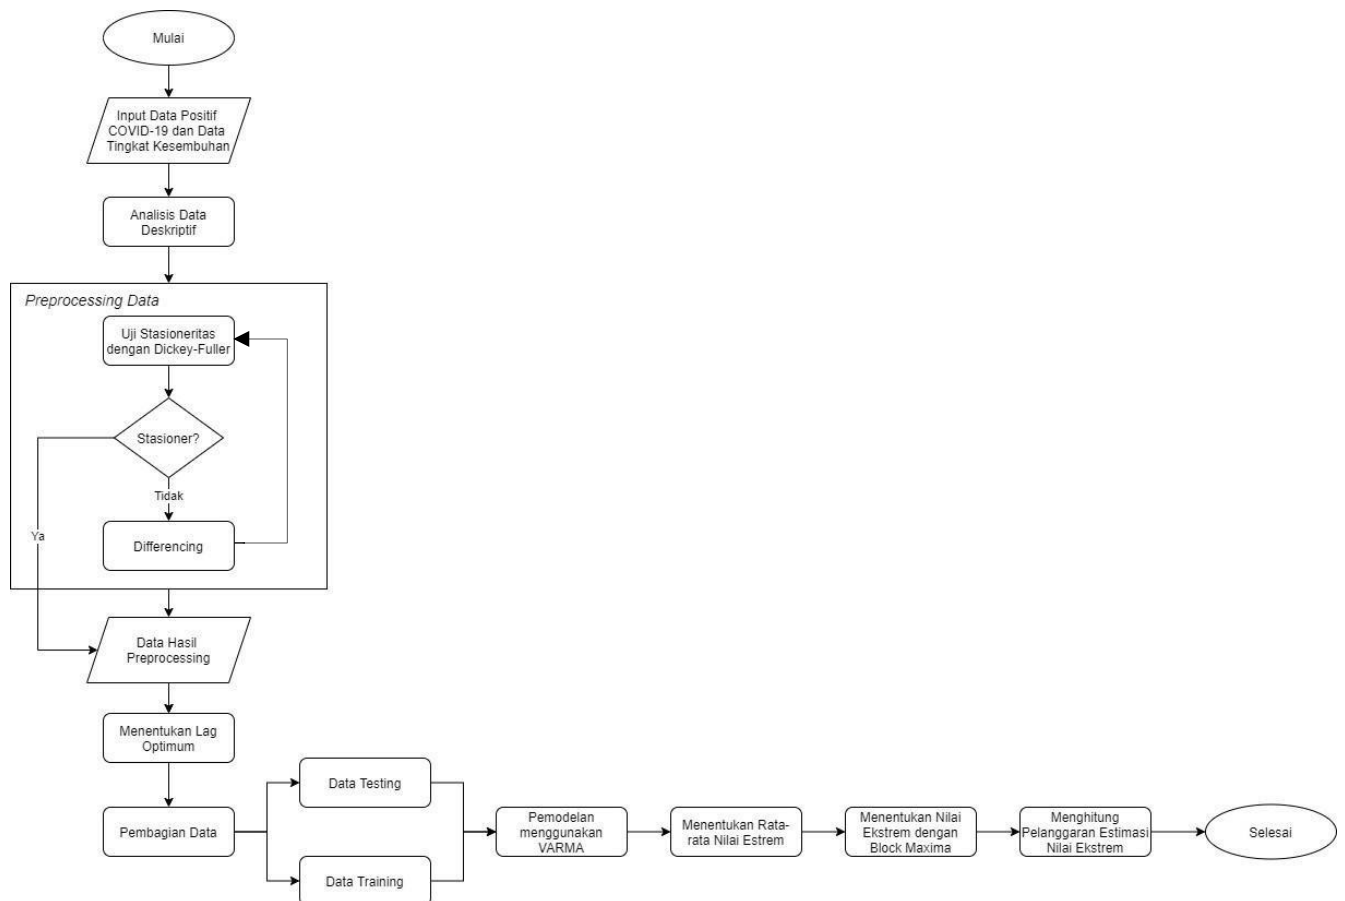 Mulai
Input Data Positif
COVID-19 dan Data
Tingkat Kesembuhan
Analisis Data
Deskriptif
Preprocessing Data
Uji Stasioneritas
dengan Dickey-Fuller
Stasioner?
Tidak
Ya
Differencing
Data Hasil
Preprocessing
Menentukan Lag
Optimum
Pembagian Data
Data Testing
Data Training
Pemodelan
menggunakan
VARMA
Menentukan Rata-
rata Nilai Estrem
Menentukan Nilai
Ekstrem dengan
Block Maxima
Menghitung
Pelanggaran Estimasi
Nilai Ekstrem
Selesai